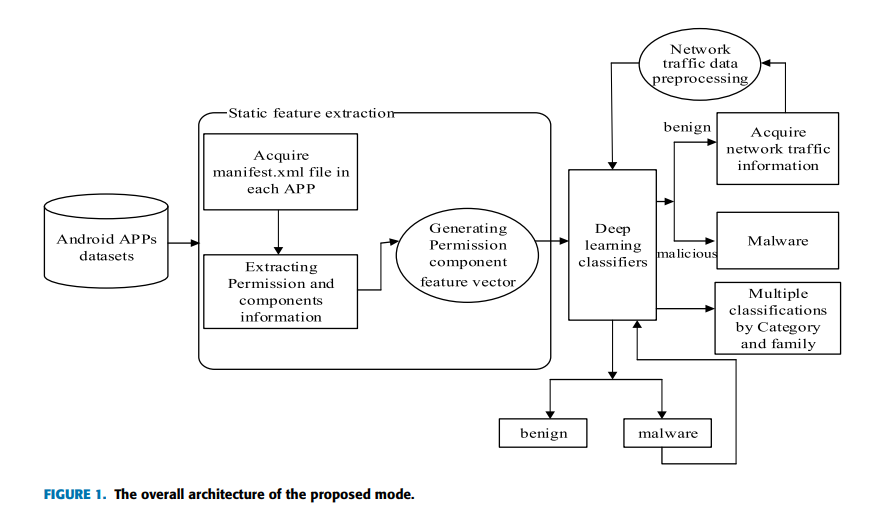 Network
traffic data
preprocessing
Static feature extraction
benign
Acquire
network traffic
information
Acquire
manifest.xml file in
each APP
Android APPs
datasets
Generating
Permission
component
feature vector
Deep
learning
classifiers
malicious
Malware
Extracting
Permission and
components
information
Multiple
classifications
by Category
and family
benign
malware
FIGURE 1. The overall architecture of the proposed mode.